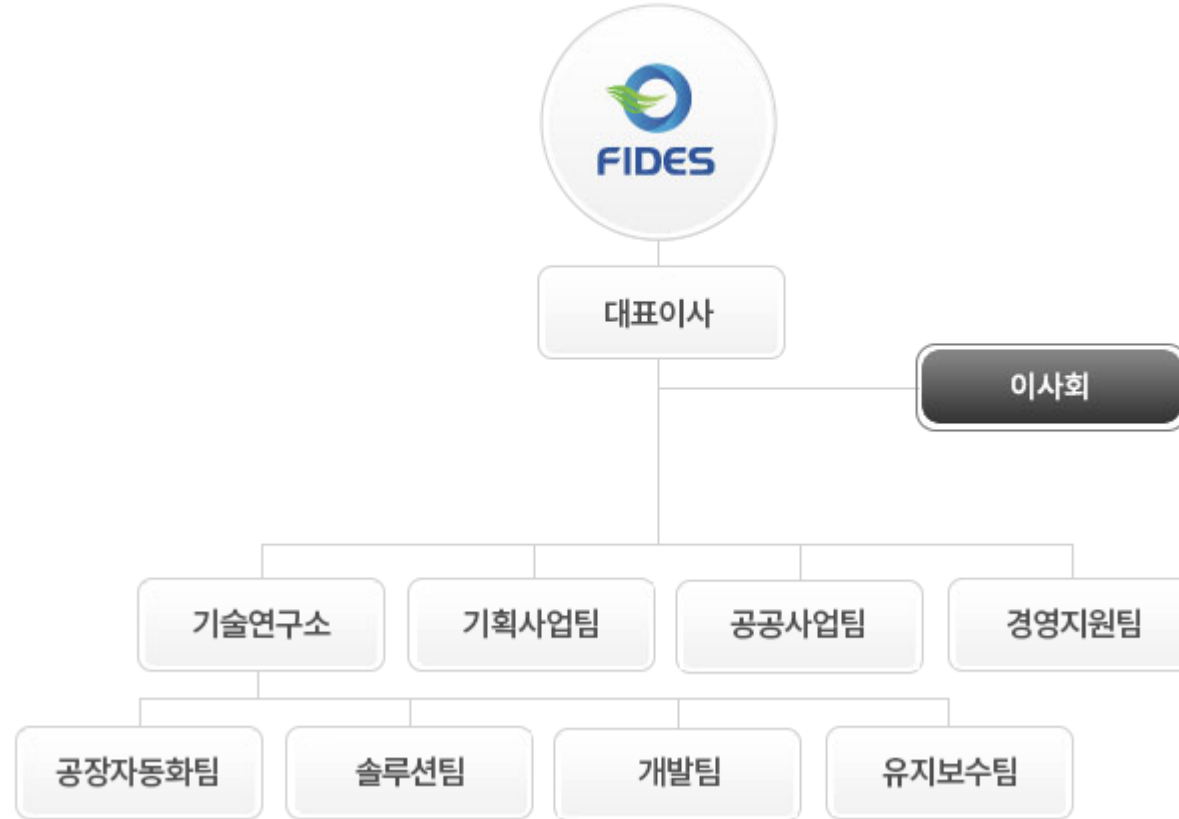 FIDES
대표이사
이사회
기술연구소
기획사업팀
공공사업팀
경영지원팀
공장자동화팀
솔루션팀
개발팀
유지보수팀